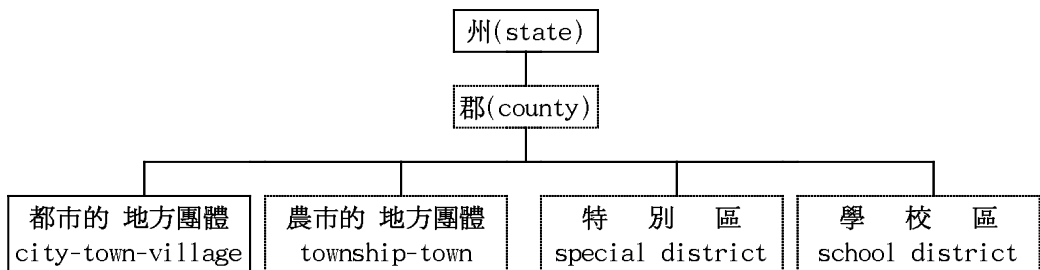 州(state)
郡(county)
都市的 地方團體
city-town-village
農市的 地方團體
township-town
特 別 區
special district
學 校 區
school district